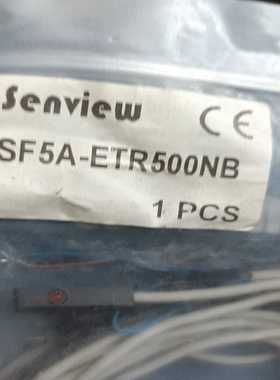 Senview CE
SF5A-ETR500NB
1 PCS